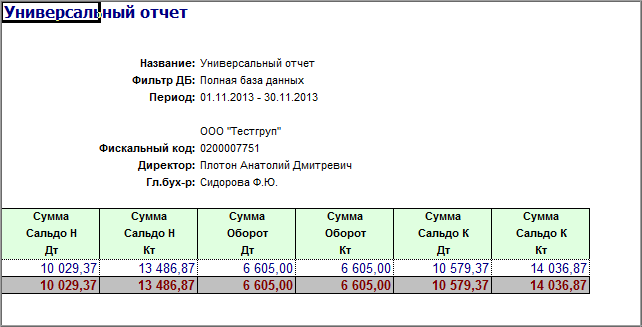 Универсальный отчет
Название: Универсальный отчет
Фильтр ДБ: Полная база данных
Период: 01.11.2013 - 30.11.2013
ООО "Тестгруп"
Фискальный код: 0200007751
Директор: Плотон Анатолий Дмитревич
Гл.бух-р: Сидорова Ф.Ю.
Сумма Сумма Сумма Сумма Сумма Сумма
Сальдо Н Сальдо Н Оборот Оборот Сальдо К Сальдо К
Дт Кт Дт Кт Дт Кт
10 029,37 13 486,87 6 605,00 6 605,00 10 579,37 14 036,87
10 029,37 13 486,87 6 605,00 6 605,00 10 579,37 14 036,87